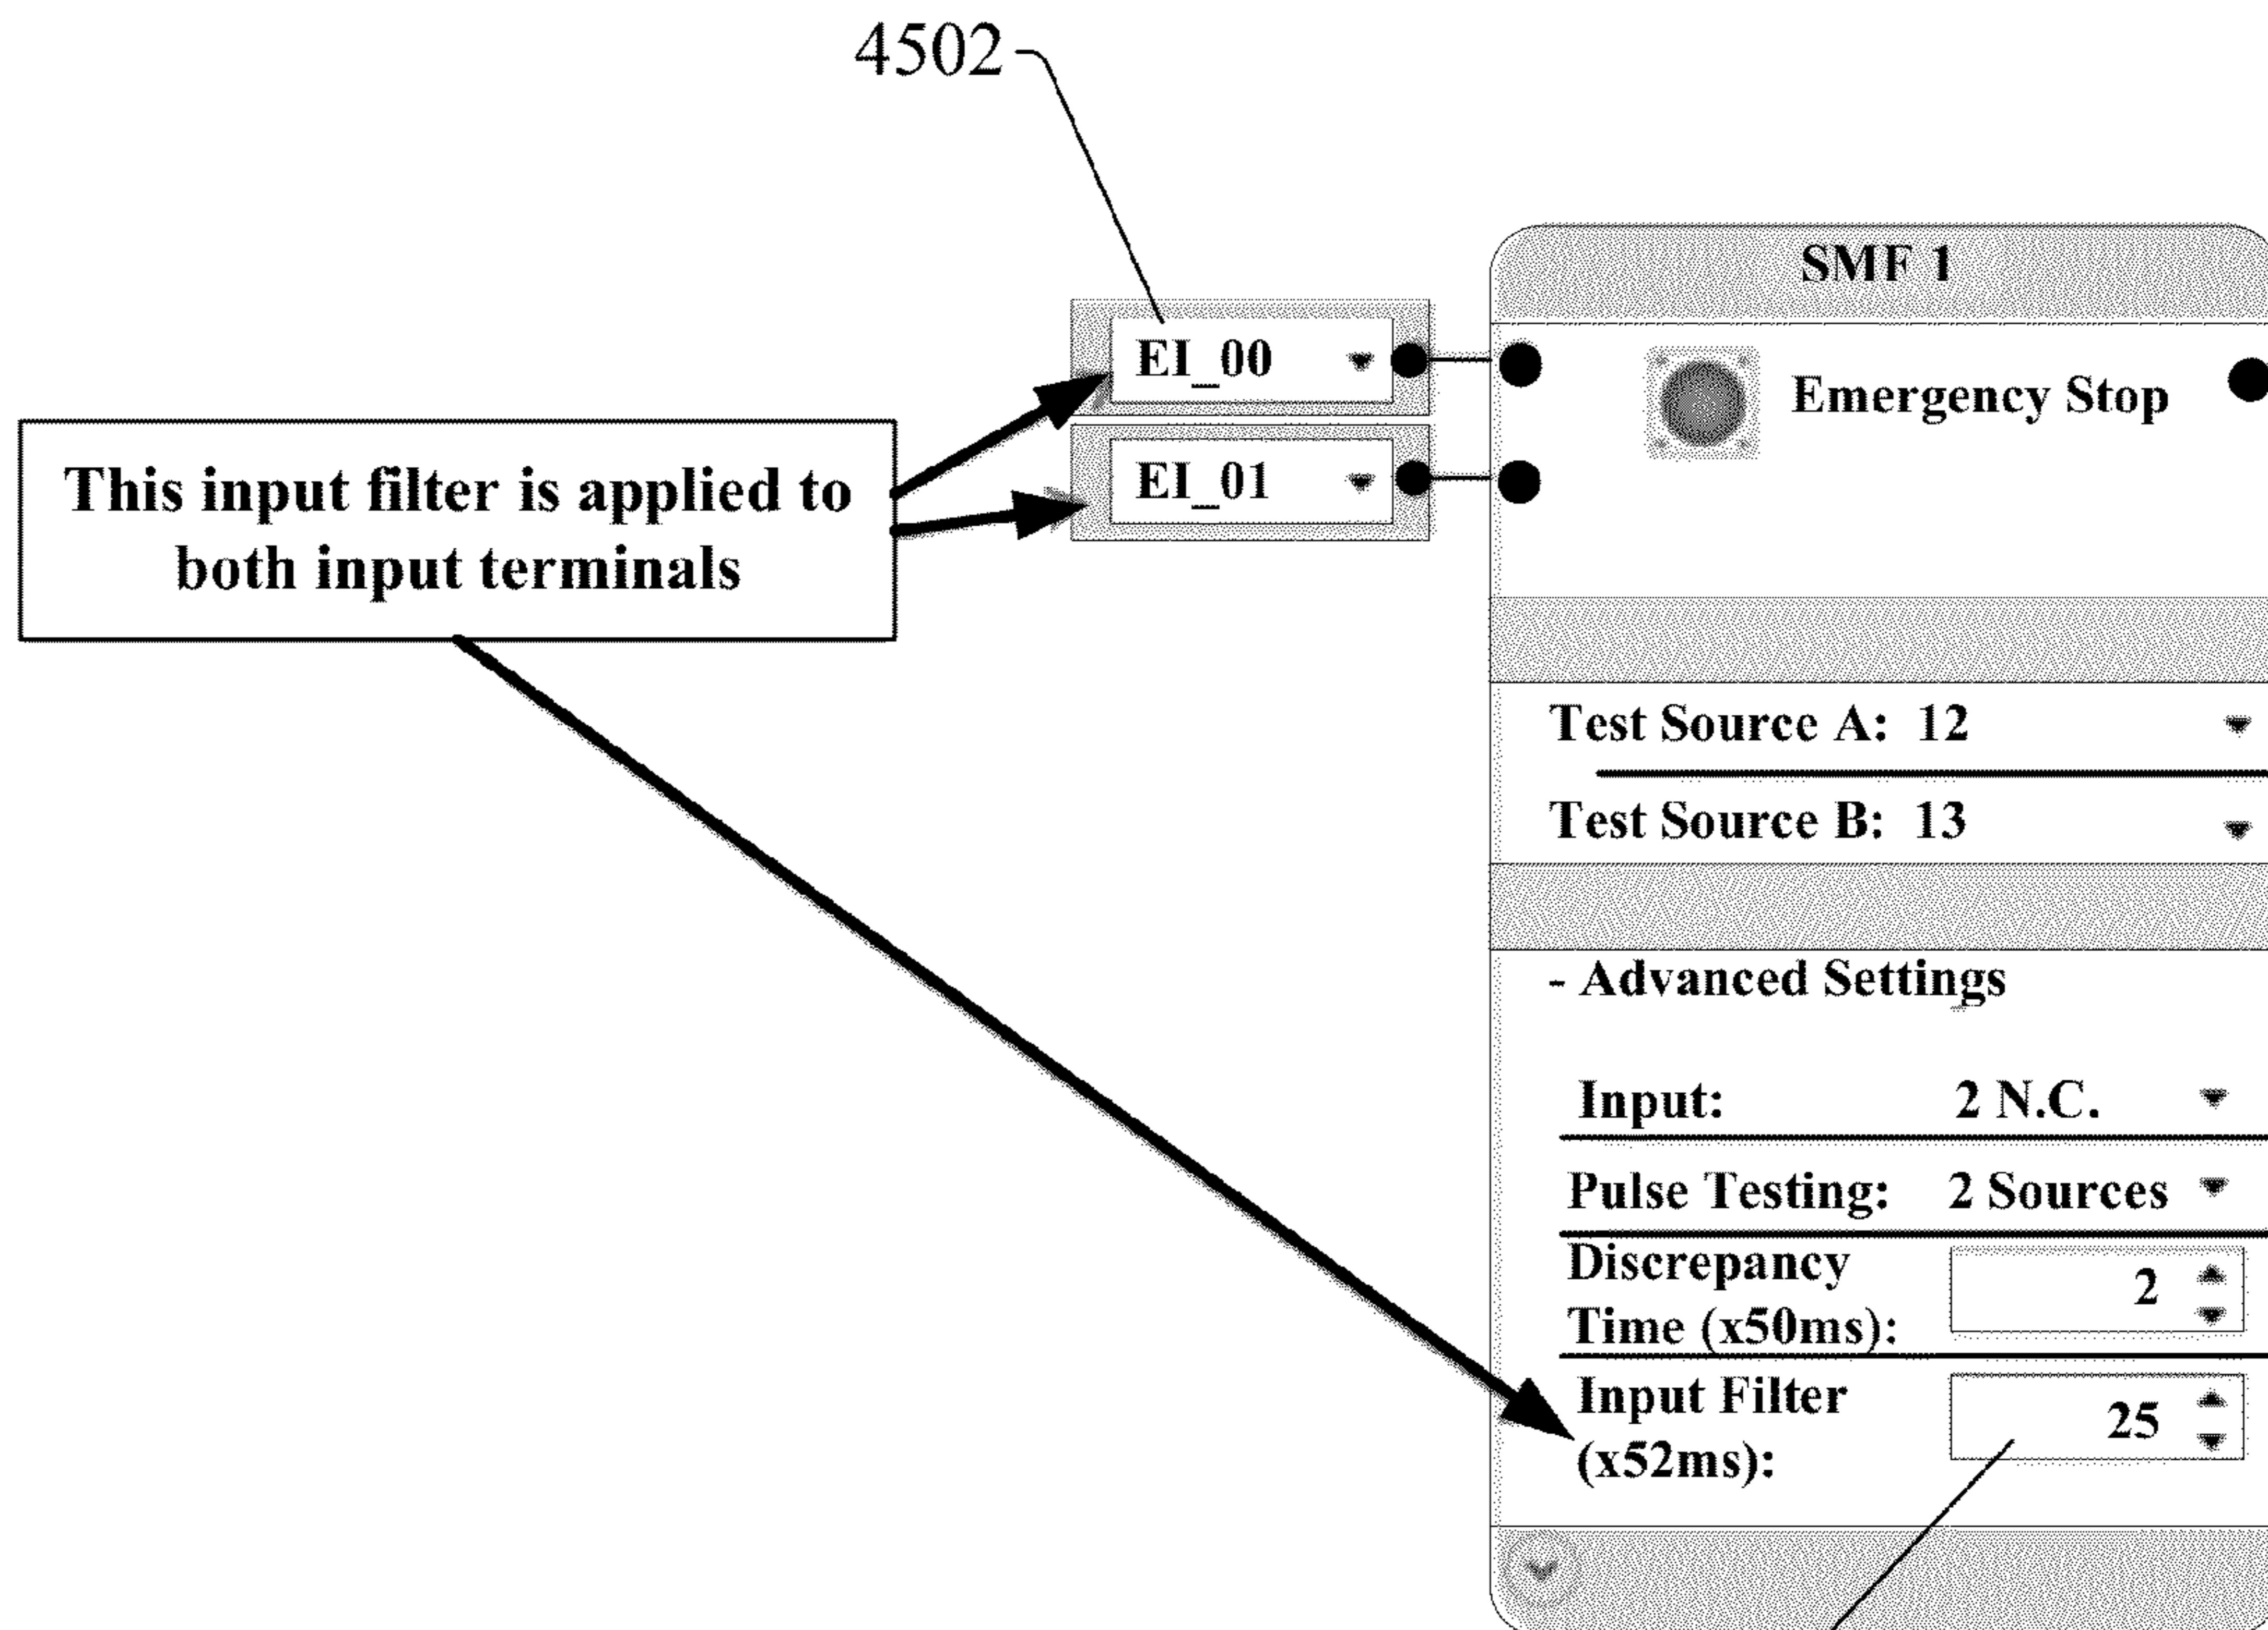 4502
SMF 1
EI_00
Emergency Stop
EI_01
This input filter is applied to
both input terminals
Test Source A: 12
Test Source B: 13
- Advanced Settings
Input: 2 N.C.
Pulse Testing: 2 Sources
Discrepancy
Time (x50ms): 2
Input Filter
(x52ms): 25